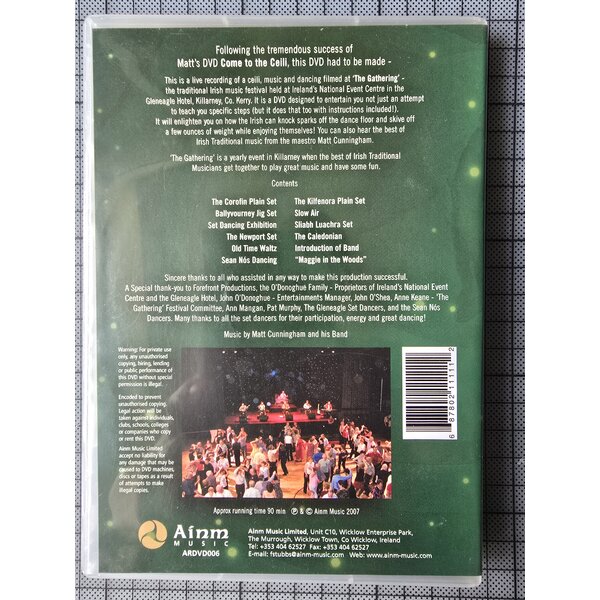 Following the tremendous success of
Matt's DVD Come to the Ceili, this DVD had to be made -
This is a live recording of a ceili, music and dancing filmed at 'The Gathering' -
the traditional Irish music festival held at Ireland's National Event Centre in the
Gleneagle Hotel, Killarney, Co. Kerry. It is a DVD designed to entertain you not just an attempt
to teach you specific steps (but it does that too with instructions included!).
It will enlighten you on how the Irish can knock sparks off the dance floor and skive off
a few ounces of weight while enjoying themselves! You can also hear the best of
Irish Traditional music from the maestro Matt Cunningham.
'The Gathering' is a yearly event in Killarney when the best of Irish Traditional
Musicians get together to play great music and have some fun.
Contents
The Corofin Plain Set
Ballyvourney Jig Set
Set Dancing Exhibition
The Newport Set
Old Time Waltz
Sean Nós Dancing
The Kilfenora Plain Set
Slow Air
Sliabh Luachra Set
The Caledonian
Introduction of Band
"Maggie in the Woods"
Sincere thanks to all who assisted in any way to make this production successful.
A Special thank-you to Forefront Productions, the O'Donoghue Family - Proprietors of Ireland's National Event
Centre and the Gleneagle Hotel, John O'Donoghue - Entertainments Manager, John O'Shea, Anne Keane - 'The
Gathering' Festival Committee, Ann Mangan, Pat Murphy, The Gleneagle Set Dancers, and the Sean Nós
Dancers. Many thanks to all the set dancers for their participation, energy and great dancing!
Music by Matt Cunningham and his Band
Warning: For private use
only, any unauthorised
copying, hiring, lending
or public performance of
this DVD without special
permission is illegal.
Encoded to prevent
unauthorised copying.
Legal action will be
taken against individuals,
clubs, schools, colleges
or companies who copy
or rent this DVD.
Ainm Music Limited
accept no liability for
any damage that may be
caused to DVD machines,
discs or tapes as a result
of attempts to make
illegal copies.
6 87802 11111 2
Approx running time 90 min ℗ & © Ainm Music 2007
Ainm
MUSIC
ARDVD006
Ainm Music Limited, Unit C10, Wicklow Enterprise Park,
The Murrough, Wicklow Town, Co Wicklow, Ireland
Tel: +353 404 62527 Fax: +353 404 62527
E-mail: fstubbs@ainm-music.com Web: www.ainm-music.com